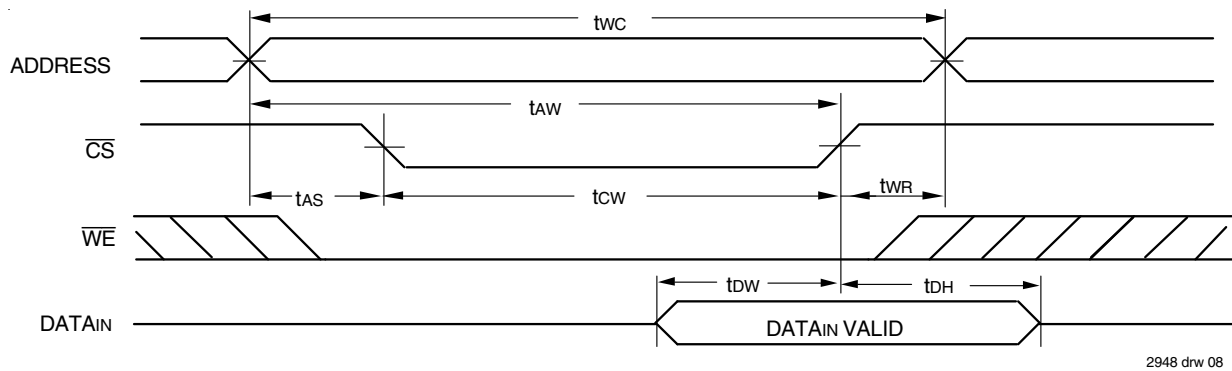 tWC
ADDRESS
tAW
CS
tAS
tCW
tWR
WE
tDW
tDH
DATAIN
DATAIN VALID
2948 drw 08